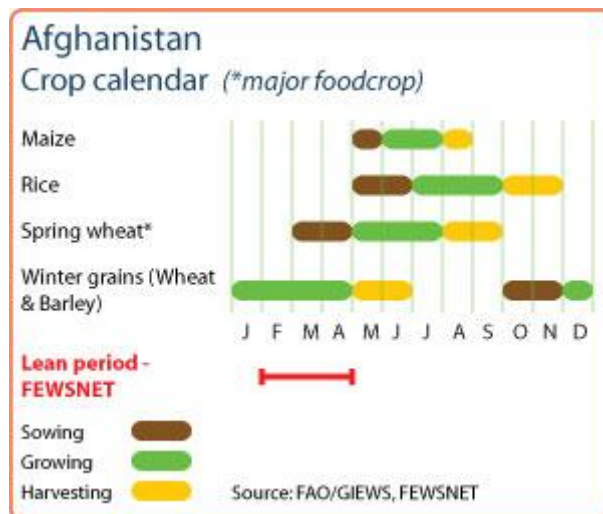 Afghanistan
Crop calendar (*major foodcrop)
Maize
Rice
Spring wheat*
Winter grains (Wheat
& Barley)
J F M A M J J A S O N D
Lean period -
FEWSNET
Sowing
Growing
Harvesting
Source: FAO/GIEWS, FEWSNET